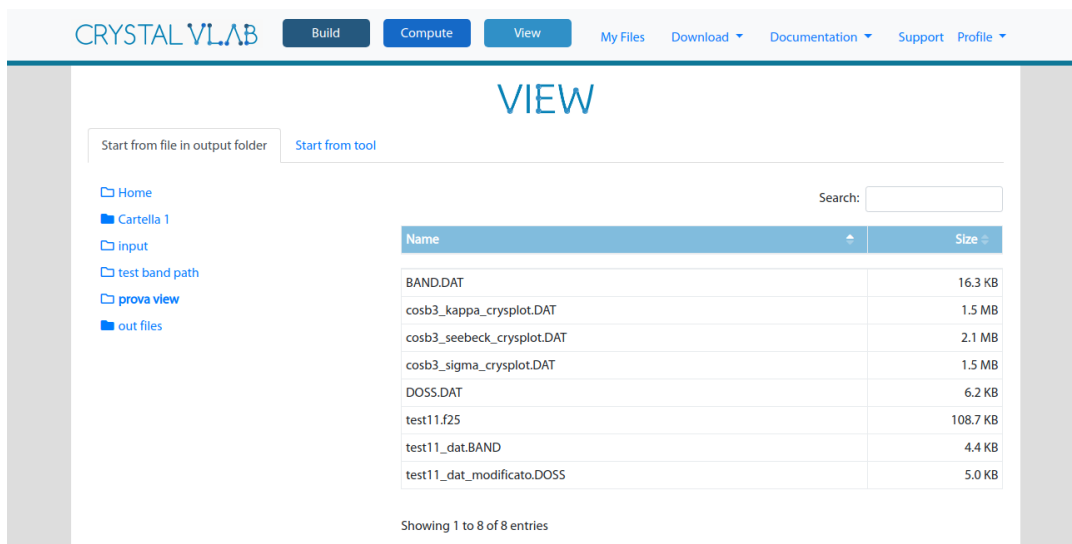 CRYSTAL VLAB Build Compute View My Files Download Documentation Support Profile
VIEW
Start from file in output folder Start from tool
Home
Cartella 1
input
test band path
prova view
out files
Search:
Name Size
BAND.DAT 16.3 KB
cosb3_kappa_crysplot.DAT 1.5 MB
cosb3_seebeck_crysplot.DAT 2.1 MB
cosb3_sigma_crysplot.DAT 1.5 MB
DOSS.DAT 6.2 KB
test11.f25 108.7 KB
test11_dat.BAND 4.4 KB
test11_dat_modificato.DOSS 5.0 KB
Showing 1 to 8 of 8 entries